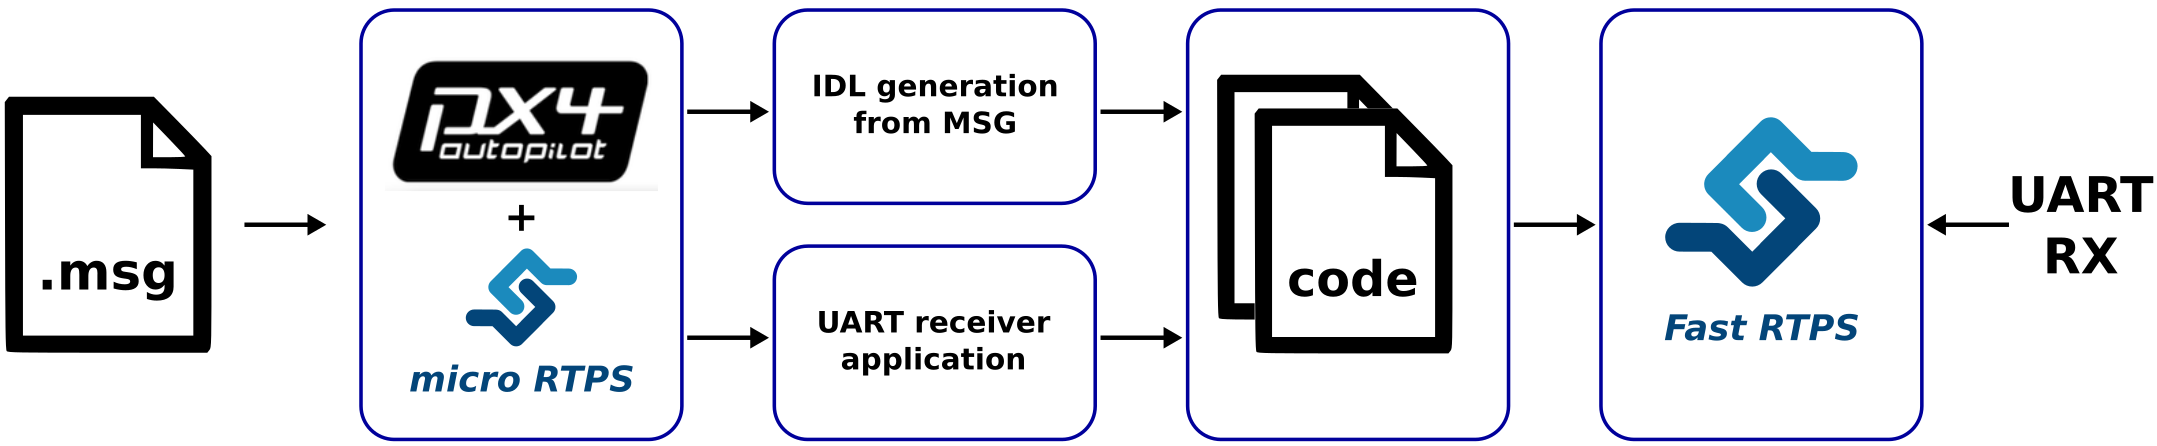 .msg
px4
autopilot
+
micro RTPS
IDL generation
from MSG
UART receiver
application
code
Fast RTPS
UART
RX